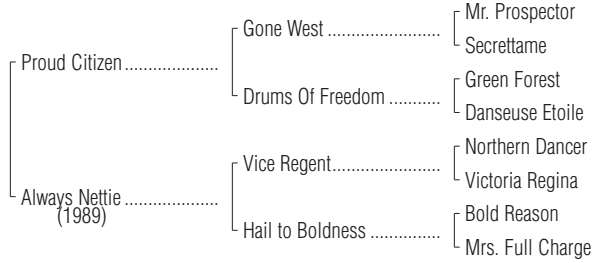 Mr. Prospector
Gone West ........................
Secrettame
Proud Citizen ....................
Green Forest
Drums Of Freedom ...........
Danseuse Etoile
Northern Dancer
Vice Regent.......................
Victoria Regina
Always Nettie ....................
(1989)
Bold Reason
Hail to Boldness ...............
Mrs. Full Charge